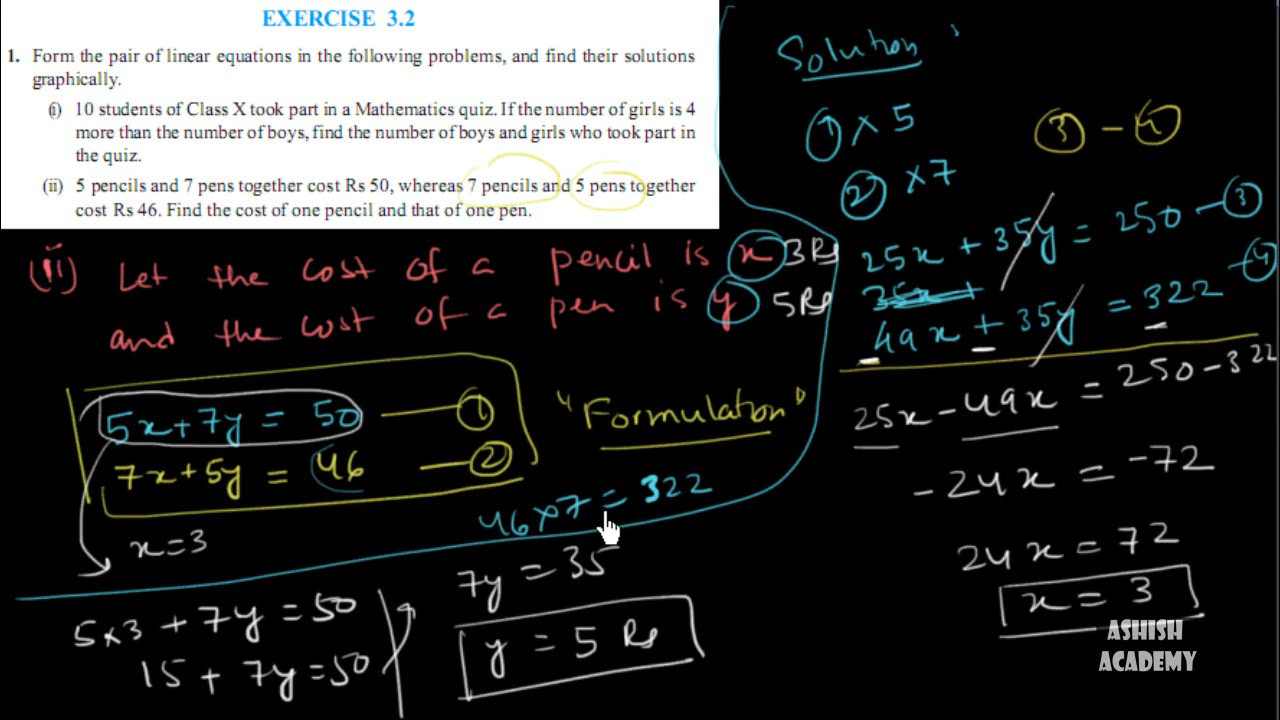 EXERCISE 3.2
1. Form the pair of linear equations in the following problems, and find their solutions
graphically.
(i) 10 students of Class X took part in a Mathematics quiz. If the number of girls is 4
more than the number of boys, find the number of boys and girls who took part in
the quiz.
(ii) 5 pencils and 7 pens together cost Rs 50, whereas 7 pencils and 5 pens together
cost Rs 46. Find the cost of one pencil and that of one pen.
(ii) Let the cost of a pencil is x 3Rs
and the cost of a pen is y 5Rs
5x+7y = 50 — 1
7x+5y = 46 — 2
"Formulation"
46×7=322
x=3
5×3 + 7y = 50
15 + 7y = 50
7y = 35
y = 5 Rs
Solution
1 × 5
2 × 7
3 - 4
25x + 35y = 250 — 3
35x +
49x + 35y = 322 — 4
25x - 49x = 250 - 322
-24x = -72
24x = 72
x = 3
ASHISH
ACADEMY